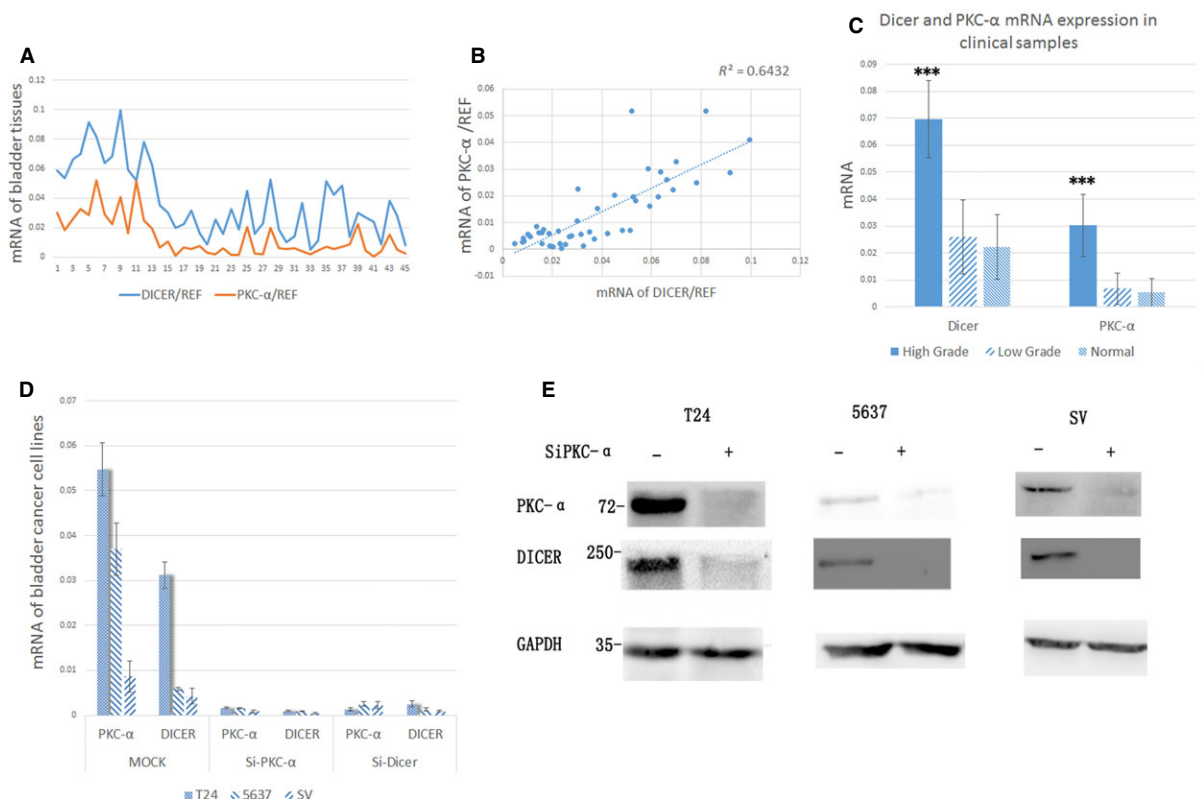 A
mRNA of bladder tissues
0.12
0.1
0.08
0.06
0.04
0.02
0
1 3 5 7 9 11 13 15 17 19 21 23 25 27 29 31 33 35 37 39 41 43 45
DICER/REF PKC-α/REF
B
R² = 0.6432
mRNA of PKC-α /REF
0.06
0.05
0.04
0.03
0.02
0.01
0
-0.01
0 0.02 0.04 0.06 0.08 0.1 0.12
mRNA of DICER/REF
C
Dicer and PKC-α mRNA expression in
clinical samples
mRNA
0.09
0.08
0.07
0.06
0.05
0.04
0.03
0.02
0.01
0
***
***
Dicer PKC-α
High Grade Low Grade Normal
D
mRNA of bladder cancer cell lines
0.07
0.06
0.05
0.04
0.03
0.02
0.01
0
PKC-α DICER PKC-α DICER PKC-α DICER
MOCK Si-PKC-α Si-Dicer
T24 5637 SV
E
T24 5637 SV
SiPKC-α − + − + − +
PKC-α 72-
DICER 250-
GAPDH 35-